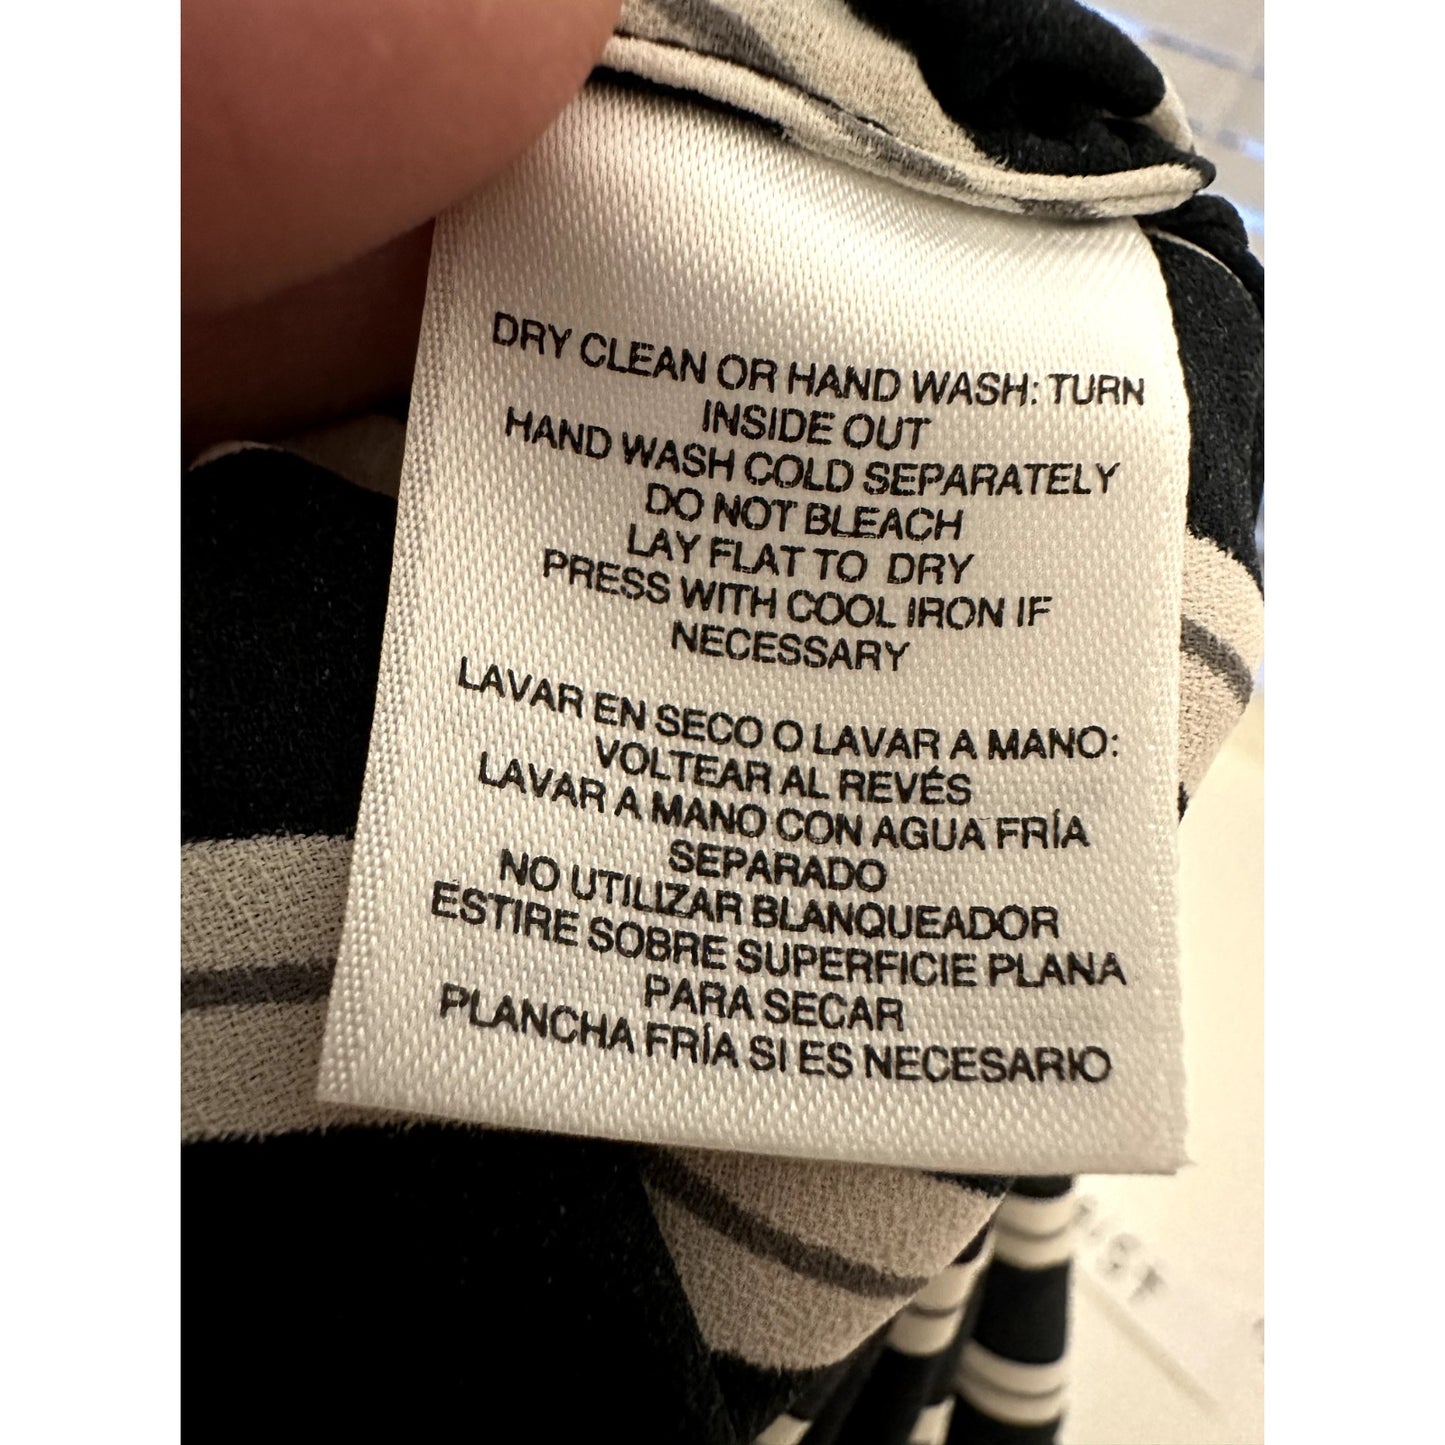 DRY CLEAN OR HAND WASH: TURN
INSIDE OUT
HAND WASH COLD SEPARATELY
DO NOT BLEACH
LAY FLAT TO DRY
PRESS WITH COOL IRON IF
NECESSARY
LAVAR EN SECO O LAVAR A MANO:
VOLTEAR AL REVÉS
LAVAR A MANO CON AGUA FRÍA
SEPARADO
NO UTILIZAR BLANQUEADOR
ESTIRE SOBRE SUPERFICIE PLANA
PARA SECAR
PLANCHA FRÍA SI ES NECESARIO